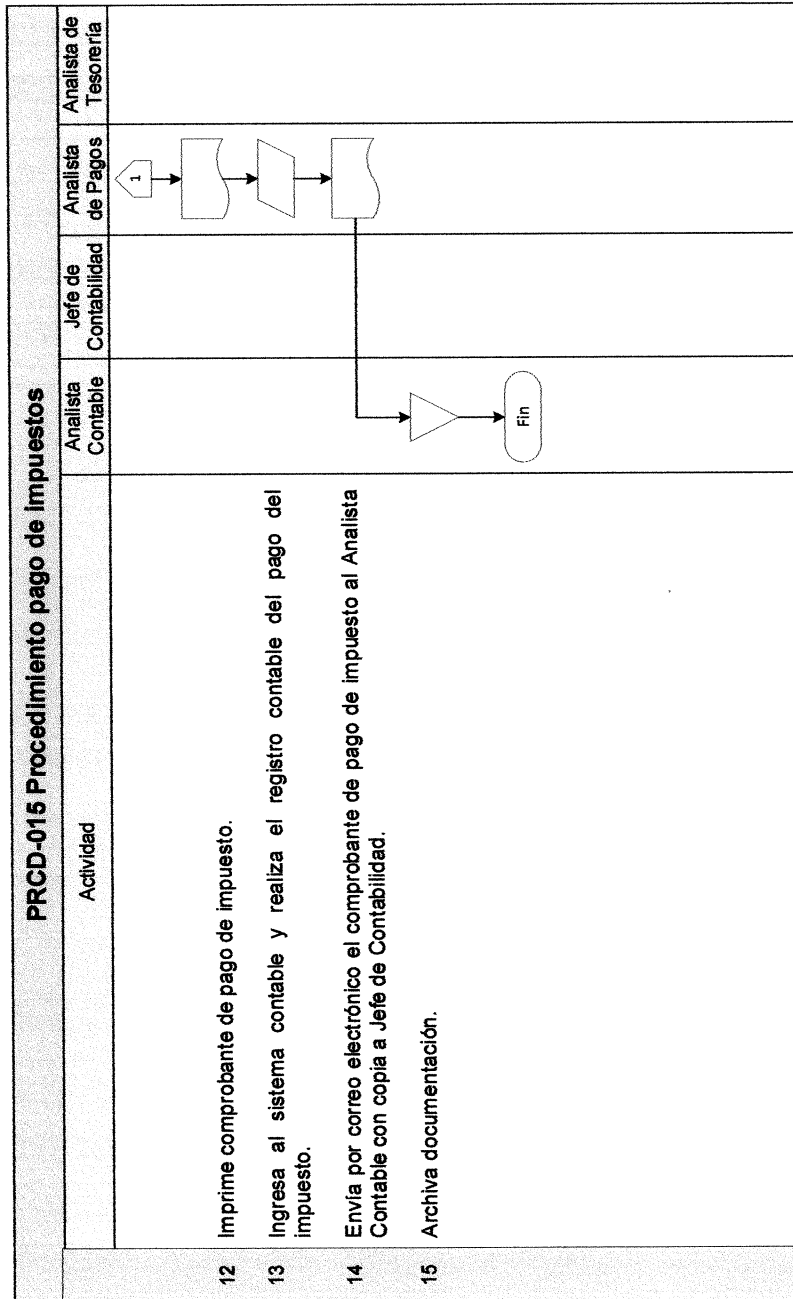 PRCD-015 Procedimiento pago de Impuestos
Actividad
Analista
Contable
Jefe de
Contabilidad
Analista
de Pagos
Analista de
Tesorería
1
12 Imprime comprobante de pago de impuesto.
13 Ingresa al sistema contable y realiza el registro contable del pago del
impuesto.
14 Envía por correo electrónico el comprobante de pago de impuesto al Analista
Contable con copia a Jefe de Contabilidad.
15 Archiva documentación.
Fin